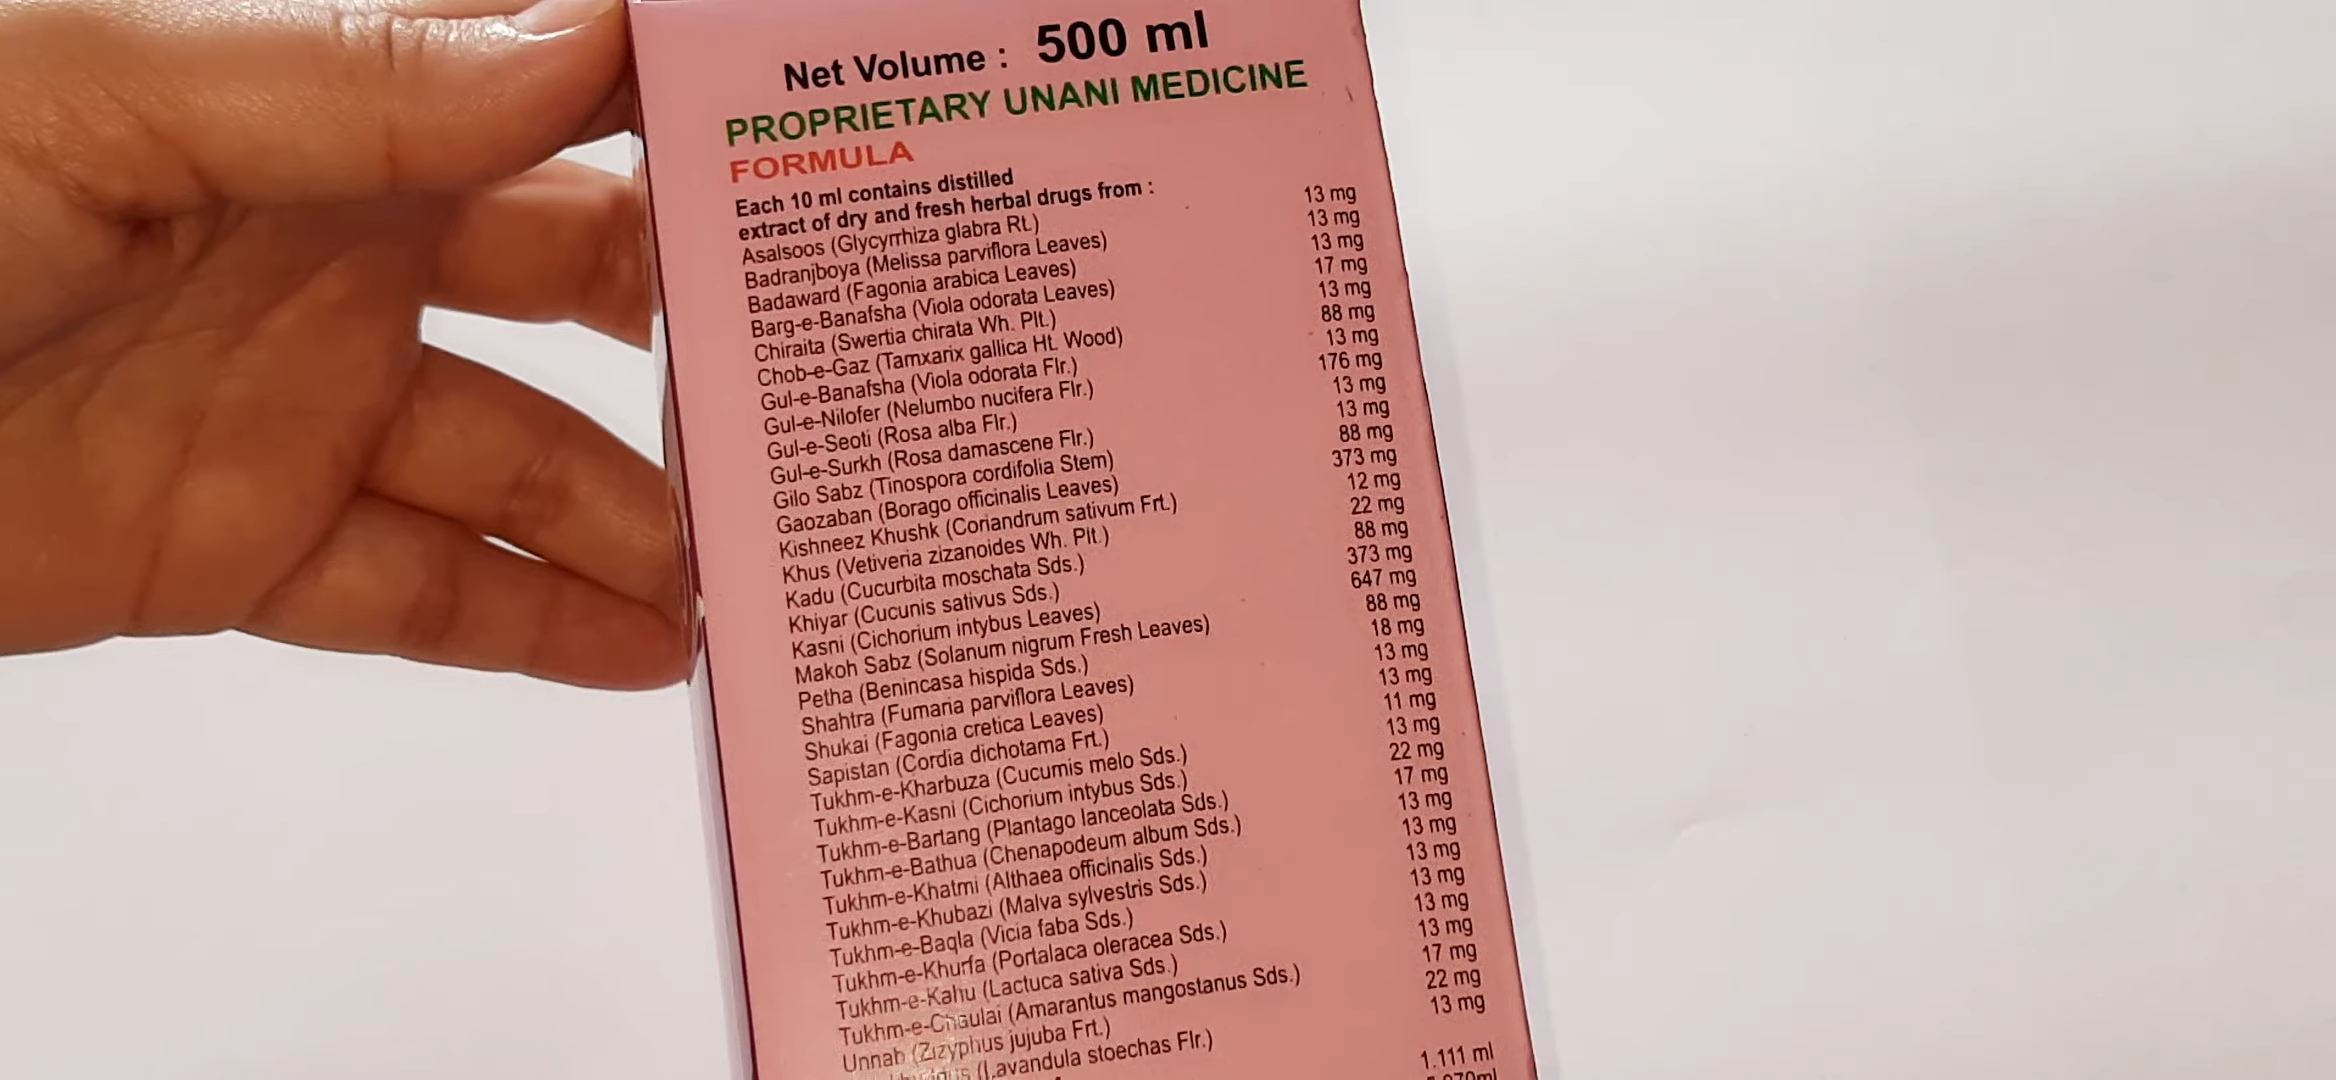 Net Volume : 500 ml
PROPRIETARY UNANI MEDICINE
FORMULA
Each 10 ml contains distilled
extract of dry and fresh herbal drugs from :
Asalsoos (Glycyrrhiza glabra Rt.) 13 mg
Badranjboya (Melissa parviflora Leaves) 13 mg
Badaward (Fagonia arabica Leaves) 13 mg
Barg-e-Banafsha (Viola odorata Leaves) 17 mg
Chiraita (Swertia chirata Wh. Plt.) 13 mg
Chob-e-Gaz (Tamxarix gallica Ht. Wood) 88 mg
Gul-e-Banafsha (Viola odorata Flr.) 13 mg
Gul-e-Nilofer (Nelumbo nucifera Flr.) 176 mg
Gul-e-Seoti (Rosa alba Flr.) 13 mg
Gul-e-Surkh (Rosa damascene Flr.) 13 mg
Gilo Sabz (Tinospora cordifolia Stem) 88 mg
Gaozaban (Borago officinalis Leaves) 373 mg
Kishneez Khushk (Coriandrum sativum Frt.) 12 mg
Khus (Vetiveria zizanoides Wh. Plt.) 22 mg
Kadu (Cucurbita moschata Sds.) 88 mg
Khiyar (Cucunis sativus Sds.) 373 mg
Kasni (Cichorium intybus Leaves) 647 mg
Makoh Sabz (Solanum nigrum Fresh Leaves) 88 mg
Petha (Benincasa hispida Sds.) 18 mg
Shahtra (Fumaria parviflora Leaves) 13 mg
Shukai (Fagonia cretica Leaves) 13 mg
Sapistan (Cordia dichotama Frt.) 11 mg
Tukhm-e-Kharbuza (Cucumis melo Sds.) 13 mg
Tukhm-e-Kasni (Cichorium intybus Sds.) 22 mg
Tukhm-e-Bartang (Plantago lanceolata Sds.) 17 mg
Tukhm-e-Bathua (Chenapodeum album Sds.) 13 mg
Tukhm-e-Khatmi (Althaea officinalis Sds.) 13 mg
Tukhm-e-Khubazi (Malva sylvestris Sds.) 13 mg
Tukhm-e-Baqla (Vicia faba Sds.) 13 mg
Tukhm-e-Khurfa (Portalaca oleracea Sds.) 13 mg
Tukhm-e-Kahu (Lactuca sativa Sds.) 13 mg
Tukhm-e-Chaulai (Amarantus mangostanus Sds.) 17 mg
Unnab (Zizyphus jujuba Frt.) 22 mg
(Lavandula stoechas Flr.) 13 mg
1.111 ml